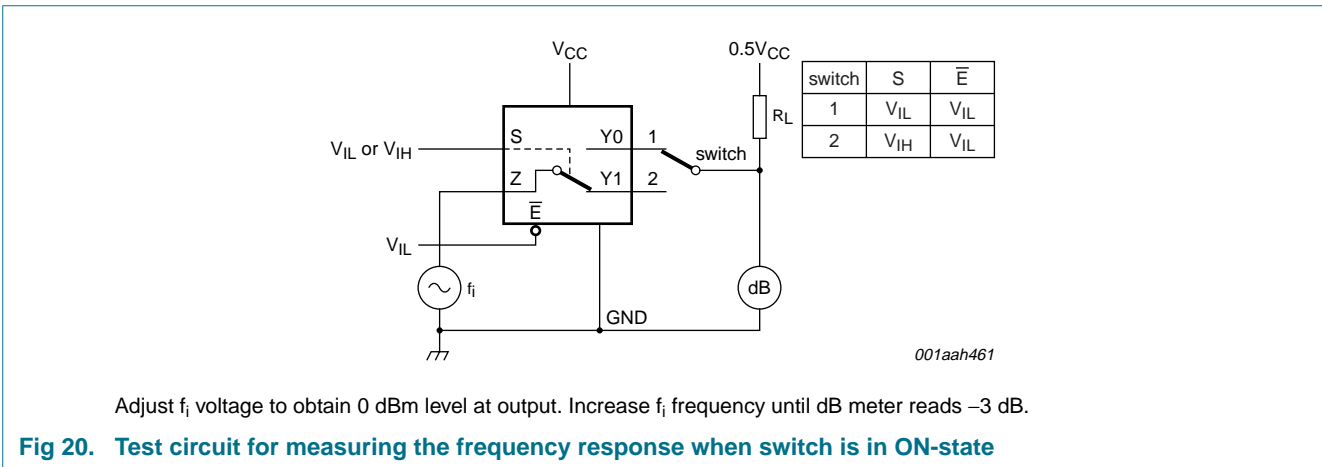 VCC
0.5VCC
switch S E̅
1 VIL VIL
2 VIH VIL
RL
S Y0 1
VIL or VIH
switch
Z Y1 2
E̅
VIL
fi
dB
GND
001aah461
Adjust fi voltage to obtain 0 dBm level at output. Increase fi frequency until dB meter reads −3 dB.
Fig 20. Test circuit for measuring the frequency response when switch is in ON-state